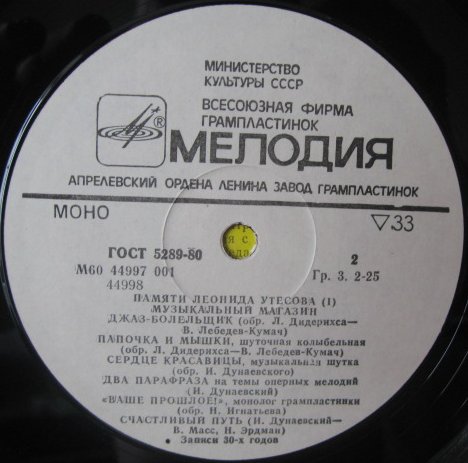 МИНИСТЕРСТВО
КУЛЬТУРЫ СССР
ВСЕСОЮЗНАЯ ФИРМА
ГРАМПЛАСТИНОК
®
МЕЛОДИЯ
АПРЕЛЕВСКИЙ ОРДЕНА ЛЕНИНА ЗАВОД ГРАМПЛАСТИНОК
МОНО
▽33
ГОСТ 5289-80
2
М60 44997 001
Гр. 3. 2-25
44998
ПАМЯТИ ЛЕОНИДА УТЕСОВА (1)
МУЗЫКАЛЬНЫЙ МАГАЗИН
ДЖАЗ-БОЛЕЛЬЩИК (обр. Л. Дидерихса—
В. Лебедев-Кумач)
ПАПОЧКА И МЫШКИ, шуточная колыбельная
(обр. Л. Дидерихса—В. Лебедев-Кумач)
СЕРДЦЕ КРАСАВИЦЫ, музыкальная шутка
(обр. И. Дунаевского)
ДВА ПАРАФРАЗА на темы оперных мелодий
(И. Дунаевский)
«ВАШЕ ПРОШЛОЕ!», монолог грампластинки
(обр. Н. Игнатьева)
СЧАСТЛИВЫЙ ПУТЬ (И. Дунаевский—
В. Масс, Н. Эрдман)
Записи 30-х годов